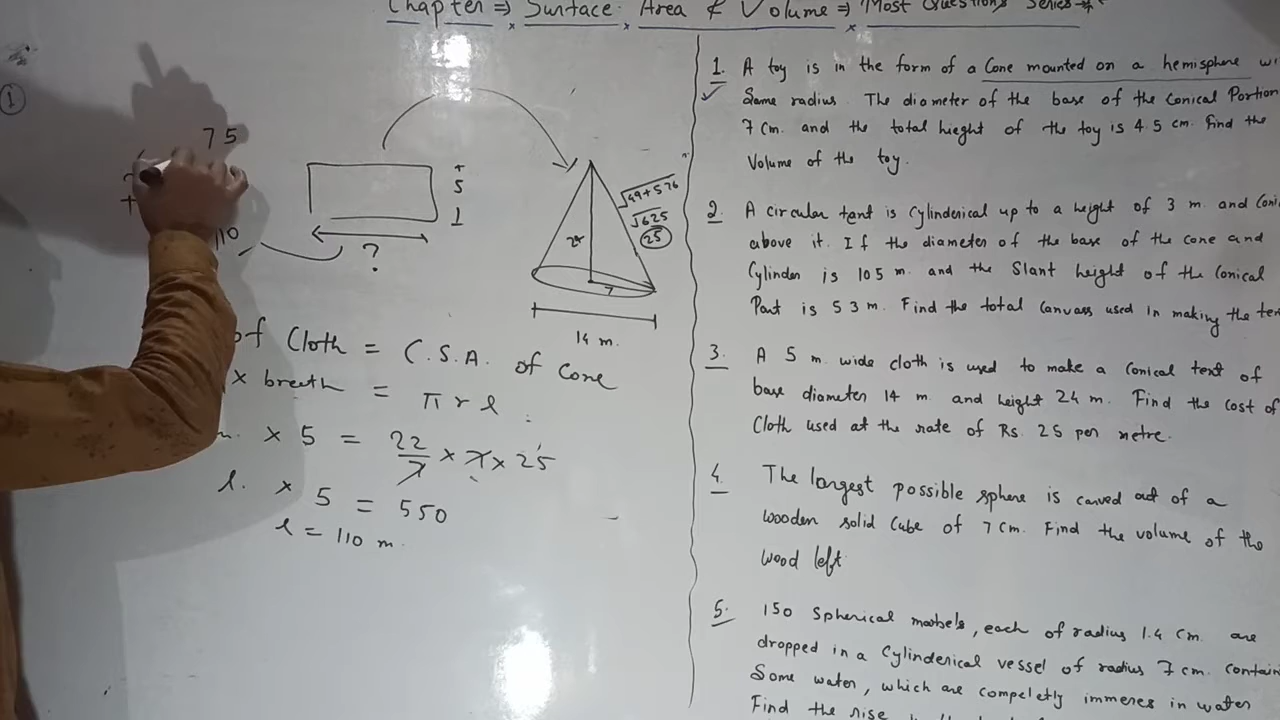 Chapter ⇒ Surface Area & Volume ⇒ Most Questions Series
1
75
110
?
5
1
√49+576
√625
25
7
14 m.
of Cloth = C.S.A. of Cone
x breath = π r l
x 5 = 22/7 x 7 x 25
l. x 5 = 550
l = 110 m.
1. A toy is in the form of a Cone mounted on a hemisphere
Same radius. The diameter of the base of the Conical Portion
7 cm. and the total hieght of the toy is 4.5 cm. Find the
Volume of the toy.
2. A circular tent is Cylinderical up to a height of 3 m. and
above it. If the diameter of the base of the cone and
Cylinder is 105 m. and the Slant height of the Conical
Part is 53 m. Find the total Canvass used in making the
3. A 5 m. wide cloth is used to make a Conical tent of
base diameter 14 m. and height 24 m. Find the cost of
Cloth used at the rate of Rs. 25 per metre.
4. The largest possible sphere is carved out of a
wooden solid Cube of 7 cm. Find the volume of the
wood left
5. 150 Spherical marbels, each of radius 1.4 cm. are
dropped in a Cylinderical vessel of radius 7 cm.
Some water, which are competetly immeres in water
Find the rise